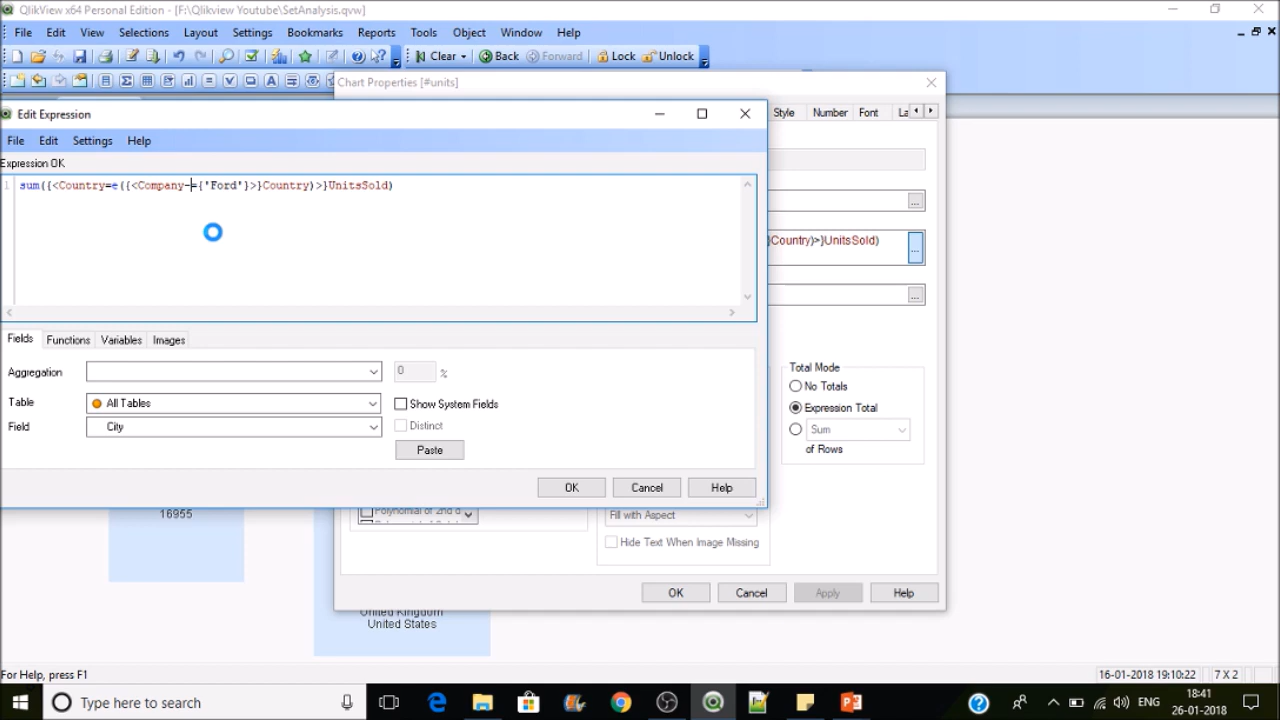 QlikView x64 Personal Edition - [F:\Qlikview Youtube\SetAnalysis.qvw]
File Edit View Selections Layout Settings Bookmarks Reports Tools Object Window Help
Clear Back Forward Lock Unlock
Chart Properties [#units]
Edit Expression
Style Number Font
File Edit Settings Help
Expression OK
1 sum({<Country=e({<Company-={"Ford"}>}Country)>}UnitsSold)
...
}Country)>}UnitsSold)
...
...
Fields Functions Variables Images
Aggregation 0 %
Table All Tables Show System Fields
Field City Distinct
Paste
Total Mode
No Totals
Expression Total
Sum
of Rows
OK Cancel Help
16955
Polynomial of 2nd d
Fill with Aspect
Hide Text When Image Missing
OK Cancel Apply Help
United Kingdom
United States
For Help, press F1
16-01-2018 19:10:22 7 X 2
Type here to search
ENG
18:41
26-01-2018